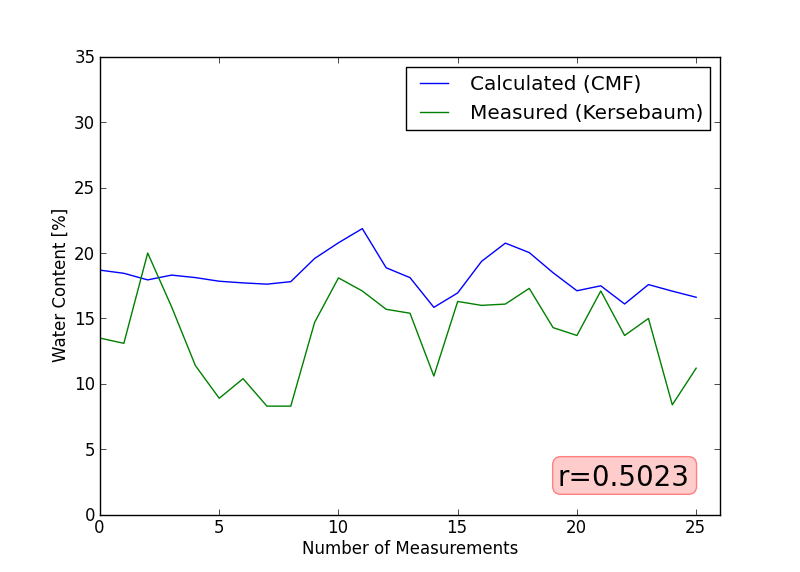 Calculated (CMF)
Measured (Kersebaum)
35
30
25
20
15
10
5
0
Water Content [%]
r=0.5023
0 5 10 15 20 25
Number of Measurements